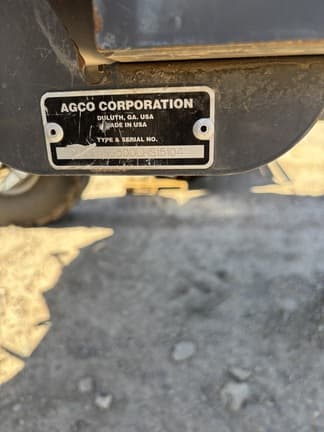 AGCO CORPORATION
DULUTH, GA. USA
MADE IN USA
TYPE & SERIAL NO.